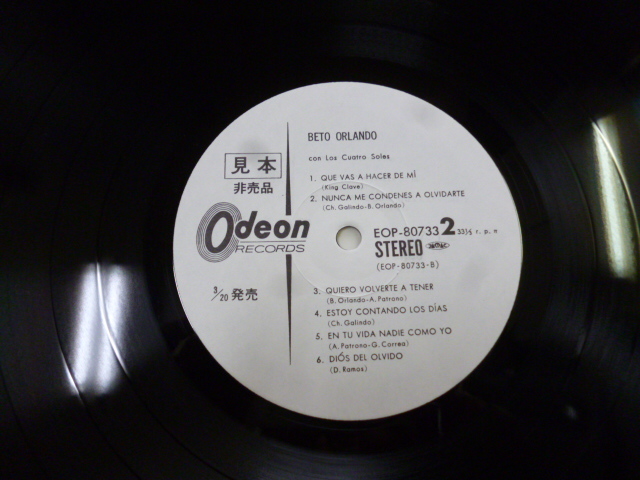 BETO ORLANDO
con Los Cuatro Soles
見本
非売品
1. QUE VAS A HACER DE MÍ
(King Clave)
2. NUNCA ME CONDENES A OLVIDARTE
(Ch. Galindo-B. Orlando)
Odeon
RECORDS
EOP-80733 2 33⅓ r. p. m
STEREO
(EOP-80733-B)
3/20 発売
3. QUIERO VOLVERTE A TENER
(B. Orlando-A. Patrono)
4. ESTOY CONTANDO LOS DÍAS
(Ch. Galindo)
5. EN TU VIDA NADIE COMO YO
(A. Patrono-G. Correa)
6. DIÓS DEL OLVIDO
(D. Ramos)